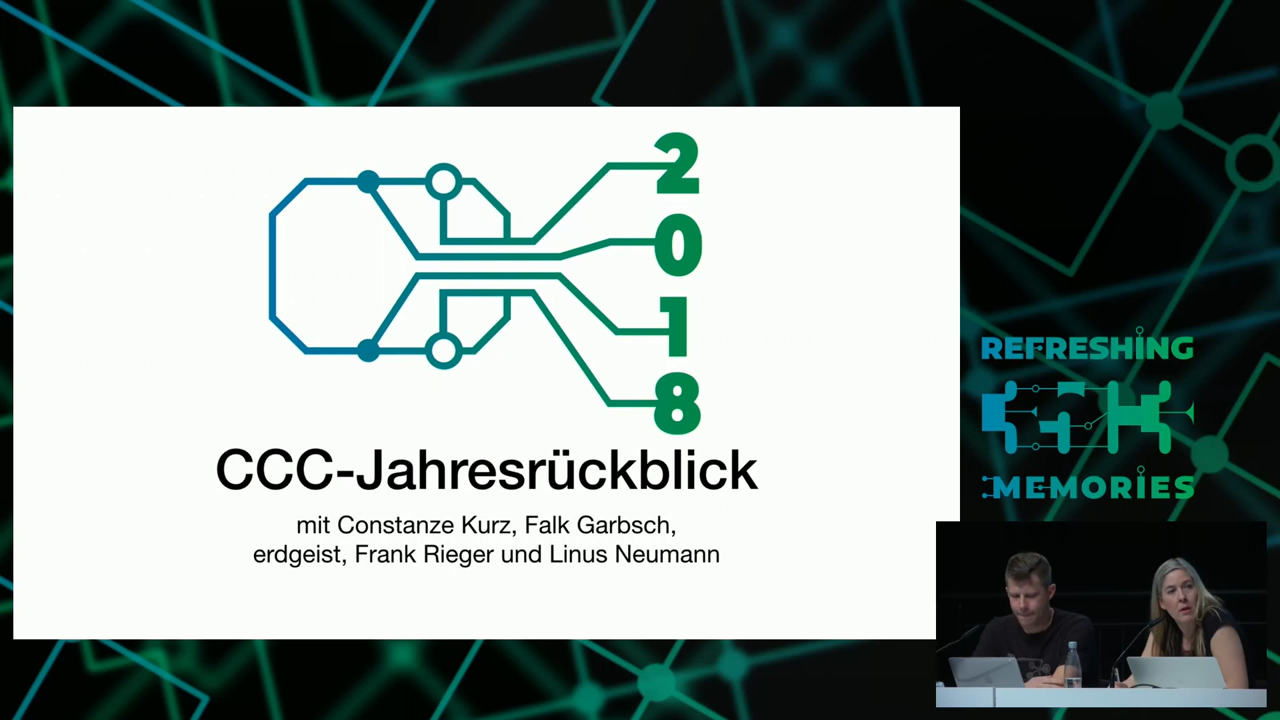 2
0
1
8
CCC-Jahresrückblick
mit Constanze Kurz, Falk Garbsch,
erdgeist, Frank Rieger und Linus Neumann
REFRESHING
35C3
MEMORIES